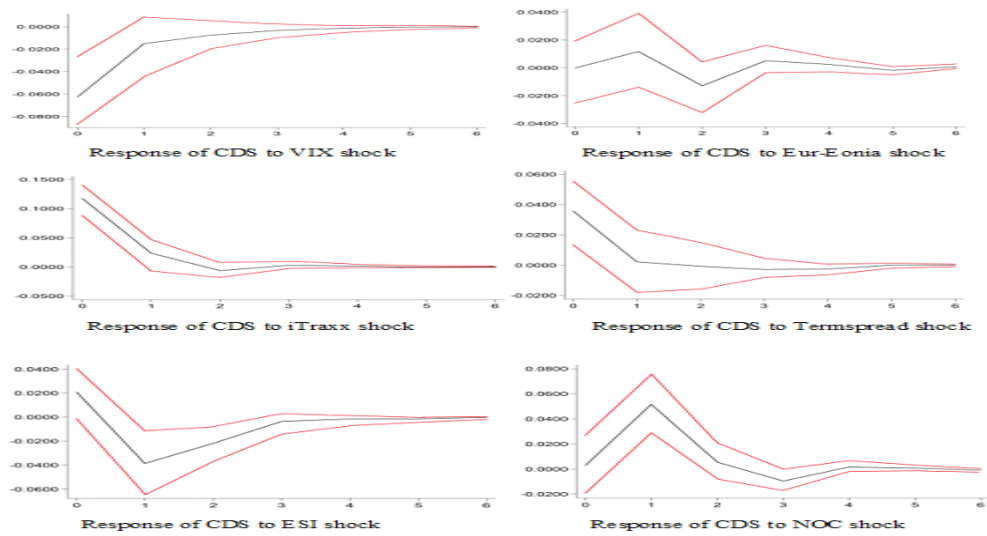 0.0000
-0.0200
-0.0400
-0.0600
-0.0800
0 1 2 3 4 5 6
Response of CDS to VIX shock
0.0400
0.0200
0.0000
-0.0200
-0.0400
0 1 2 3 4 5 6
Response of CDS to Eur-Eonia shock
0.1500
0.1000
0.0500
0.0000
-0.0500
0 1 2 3 4 5 6
Response of CDS to iTraxx shock
0.0600
0.0400
0.0200
0.0000
-0.0200
0 1 2 3 4 5 6
Response of CDS to Termspread shock
0.0400
0.0200
0.0000
-0.0200
-0.0400
-0.0600
0 1 2 3 4 5 6
Response of CDS to ESI shock
0.0800
0.0600
0.0400
0.0200
0.0000
-0.0200
0 1 2 3 4 5 6
Response of CDS to NOC shock